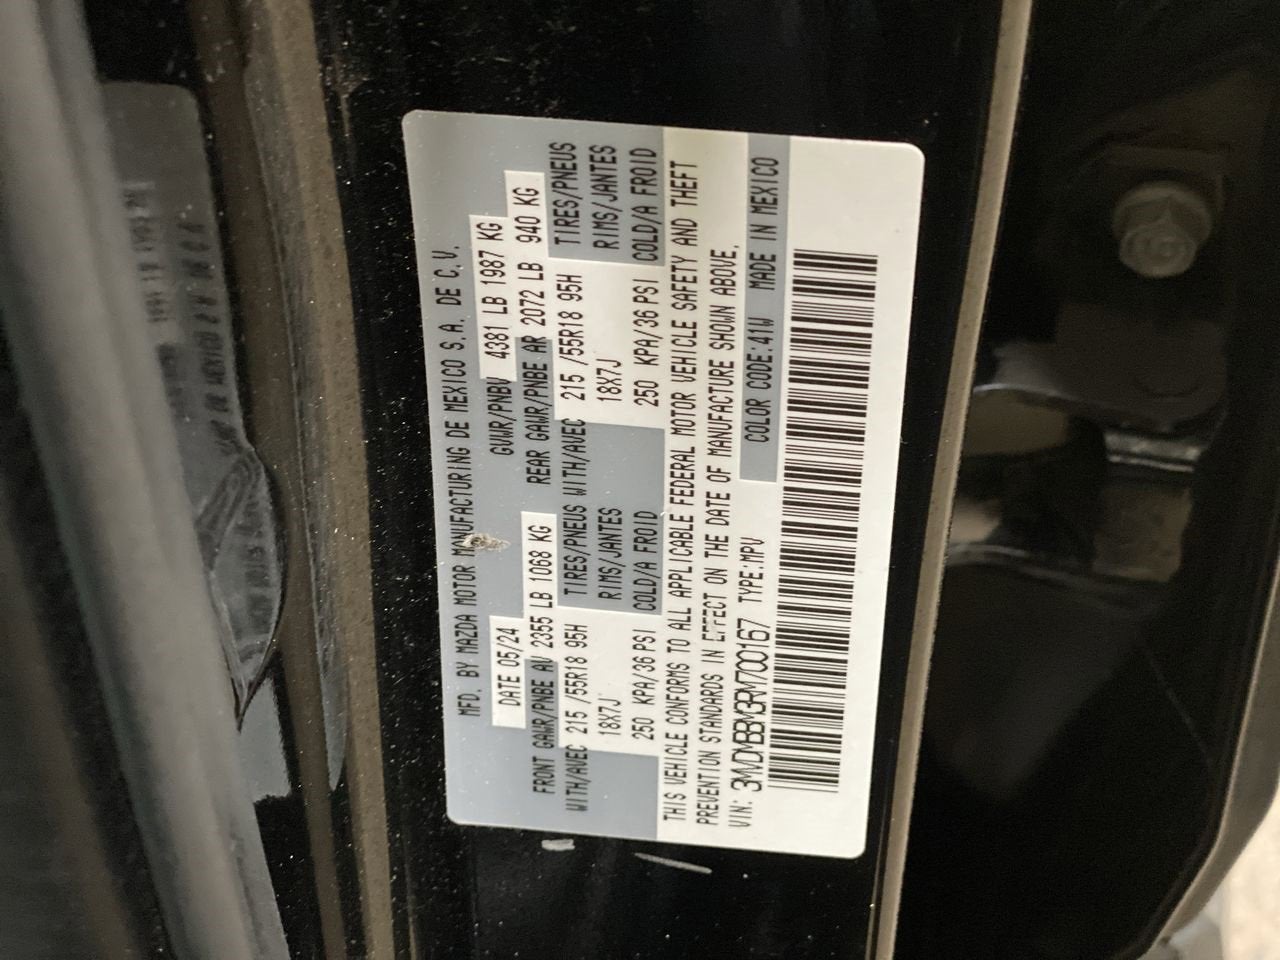 MFD. BY MAZDA MOTOR MANUFACTURING DE MEXICO S.A. DE C.V.
DATE 05/24 GVWR/PNBV 4381 LB 1987 KG
FRONT GAWR/PNBE AV 2355 LB 1068 KG REAR GAWR/PNBE AR 2072 LB 940 KG
WITH/AVEC 215 /55R18 95H TIRES/PNEUS WITH/AVEC 215 /55R18 95H TIRES/PNEUS
18X7J RIMS/JANTES 18X7J RIMS/JANTES
250 KPA/36 PSI COLD/A FROID 250 KPA/36 PSI COLD/A FROID
THIS VEHICLE CONFORMS TO ALL APPLICABLE FEDERAL MOTOR VEHICLE SAFETY AND THEFT
PREVENTION STANDARDS IN EFFECT ON THE DATE OF MANUFACTURE SHOWN ABOVE.
VIN: 3MVDMBBM3RM700167 TYPE:MPV COLOR CODE:41W MADE IN MEXICO